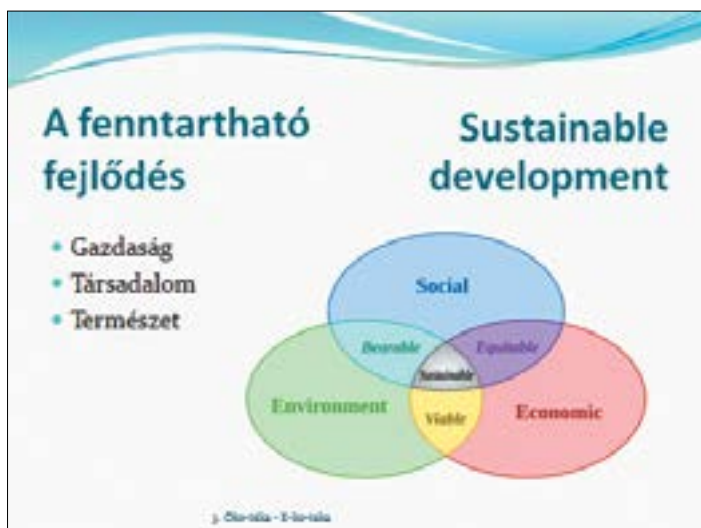 A fenntartható
fejlődés
Sustainable
development
• Gazdaság
• Társadalom
• Természet
Social
Bearable
Equitable
Sustainable
Environment
Viable
Economic